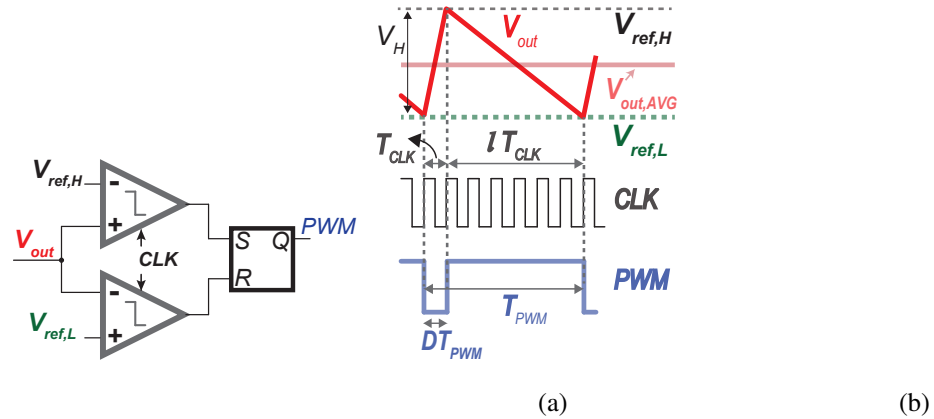 V_ref,H
-
+
V_out
CLK
-
+
V_ref,L
S Q
R
PWM
V_H
V_out
V_ref,H
V_out,AVG
V_ref,L
T_CLK
l T_CLK
CLK
PWM
T_PWM
DT_PWM
(a)
(b)